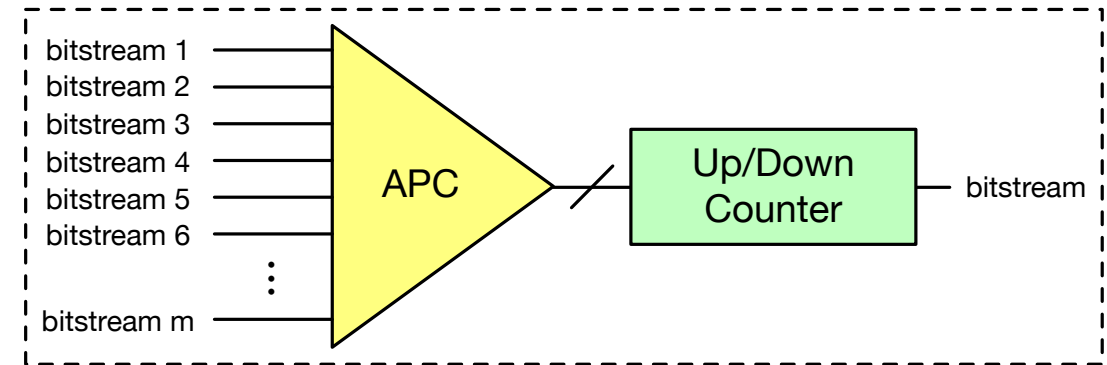 bitstream 1
bitstream 2
bitstream 3
bitstream 4
bitstream 5
bitstream 6
bitstream m
APC
Up/Down
Counter
bitstream